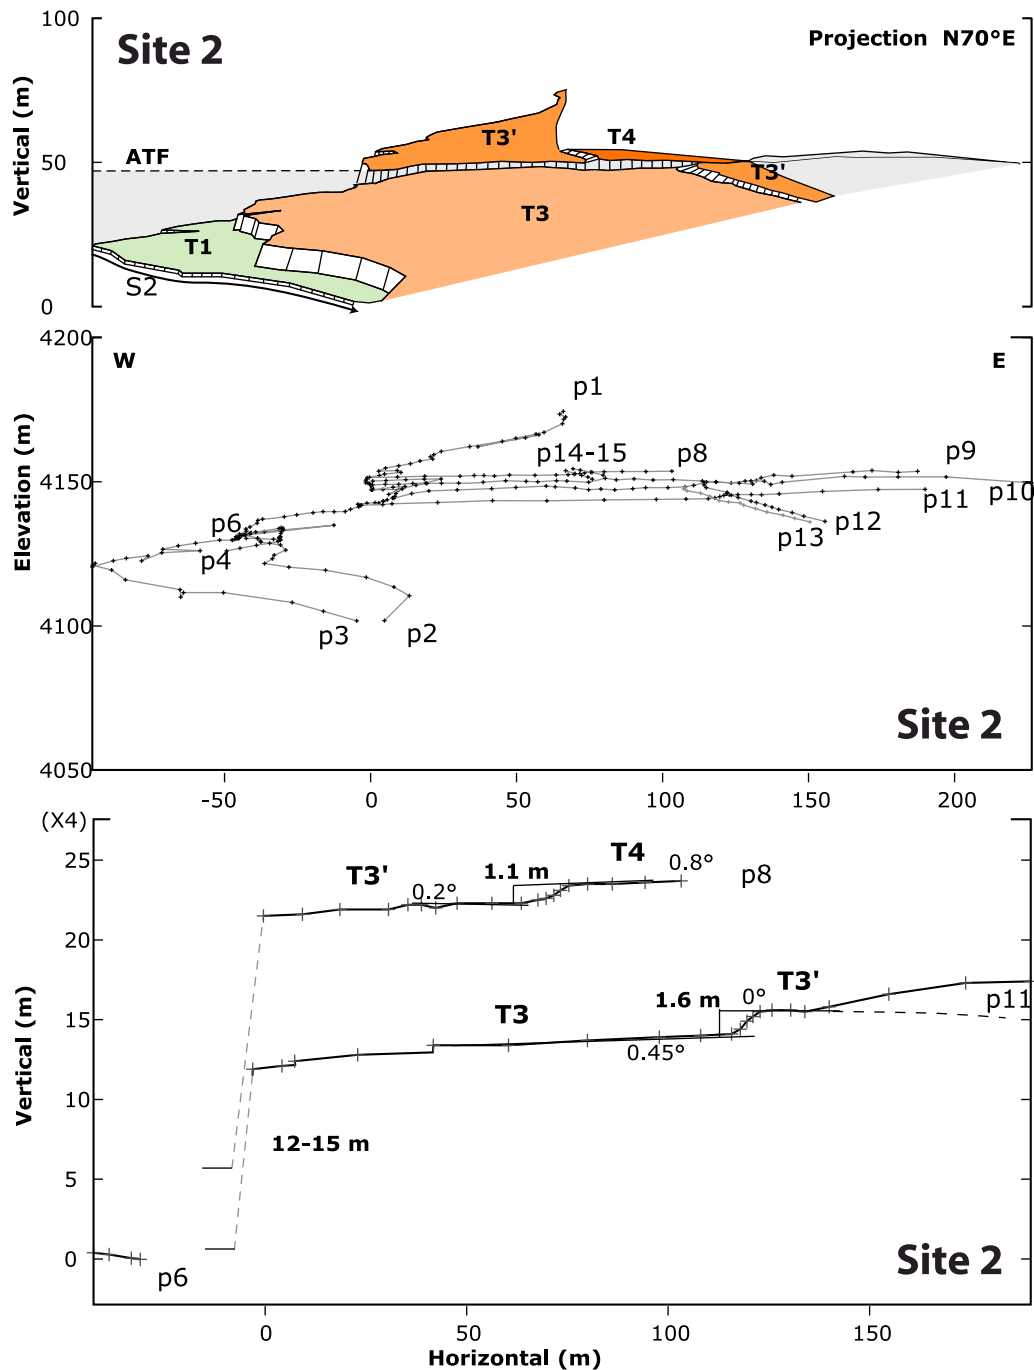 100
Site 2
Projection N70°E
Vertical (m)
T3'
T4
ATF
50
T3'
T3
T1
S2
0
4200
W
E
p1
Elevation (m)
p14-15
p8
p9
4150
p10
p11
p6
p12
p13
p4
4100
p3
p2
Site 2
4050
-50
0
50
100
150
200
(X4)
25
T3'
1.1 m
T4
0.8°
0.2°
p8
20
Vertical (m)
T3
1.6 m
0°
T3'
p11
15
0.45°
10
12-15 m
5
0
p6
Site 2
0
50
100
150
Horizontal (m)